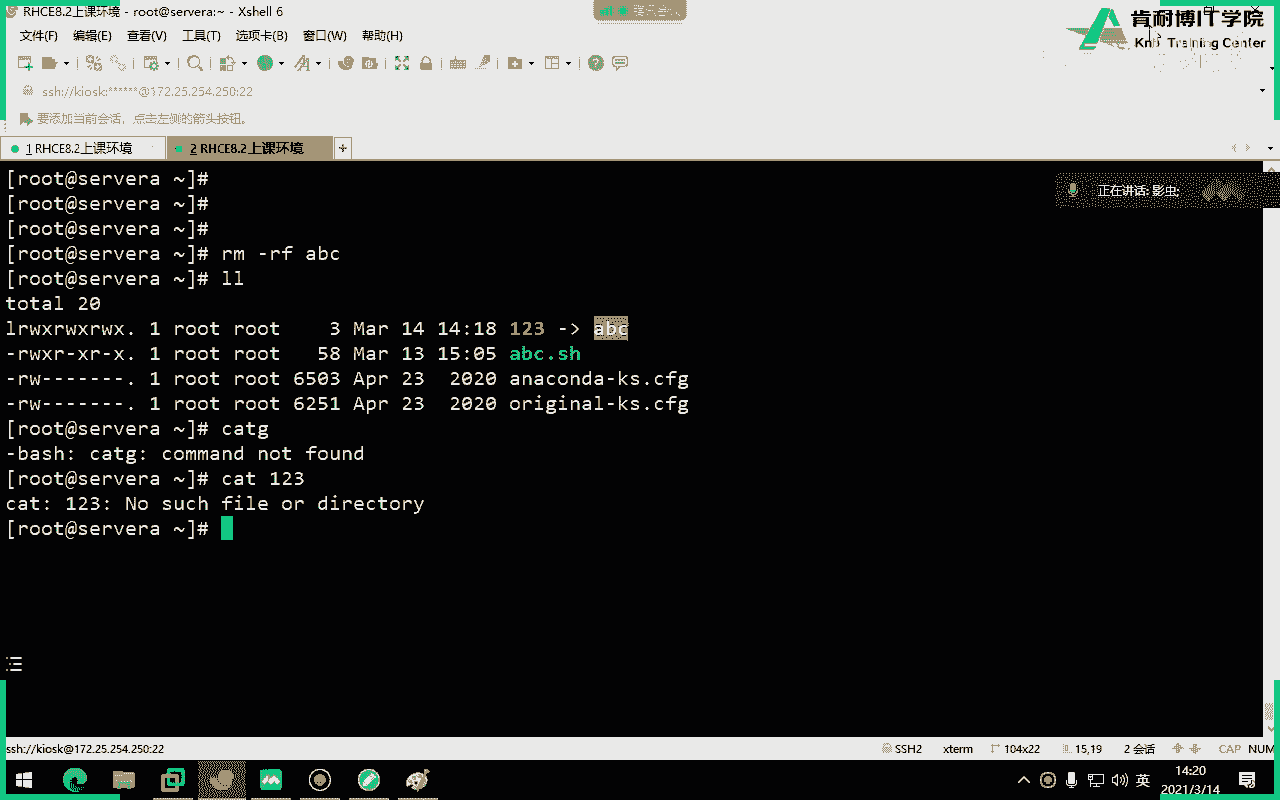 RHCE8.2上课环境 - root@servera:~ - Xshell 6
肯耐博IT学院
Knb Training Center
文件(F) 编辑(E) 查看(V) 工具(T) 选项卡(B) 窗口(W) 帮助(H)
ssh://kiosk:******@172.25.254.250:22
要添加当前会话，点击左侧的箭头按钮。
1 RHCE8.2上课环境 2 RHCE8.2上课环境 +
正在讲话: 影虫;
[root@servera ~]#
[root@servera ~]#
[root@servera ~]#
[root@servera ~]# rm -rf abc
[root@servera ~]# ll
total 20
lrwxrwxrwx. 1 root root    3 Mar 14 14:18 123 -> abc
-rwxr-xr-x. 1 root root   58 Mar 13 15:05 abc.sh
-rw-------. 1 root root 6503 Apr 23  2020 anaconda-ks.cfg
-rw-------. 1 root root 6251 Apr 23  2020 original-ks.cfg
[root@servera ~]# catg
-bash: catg: command not found
[root@servera ~]# cat 123
cat: 123: No such file or directory
[root@servera ~]#
ssh://kiosk@172.25.254.250:22 SSH2 xterm 104x22 15,19 2 会话 CAP NUM
英 14:20
2021/3/14